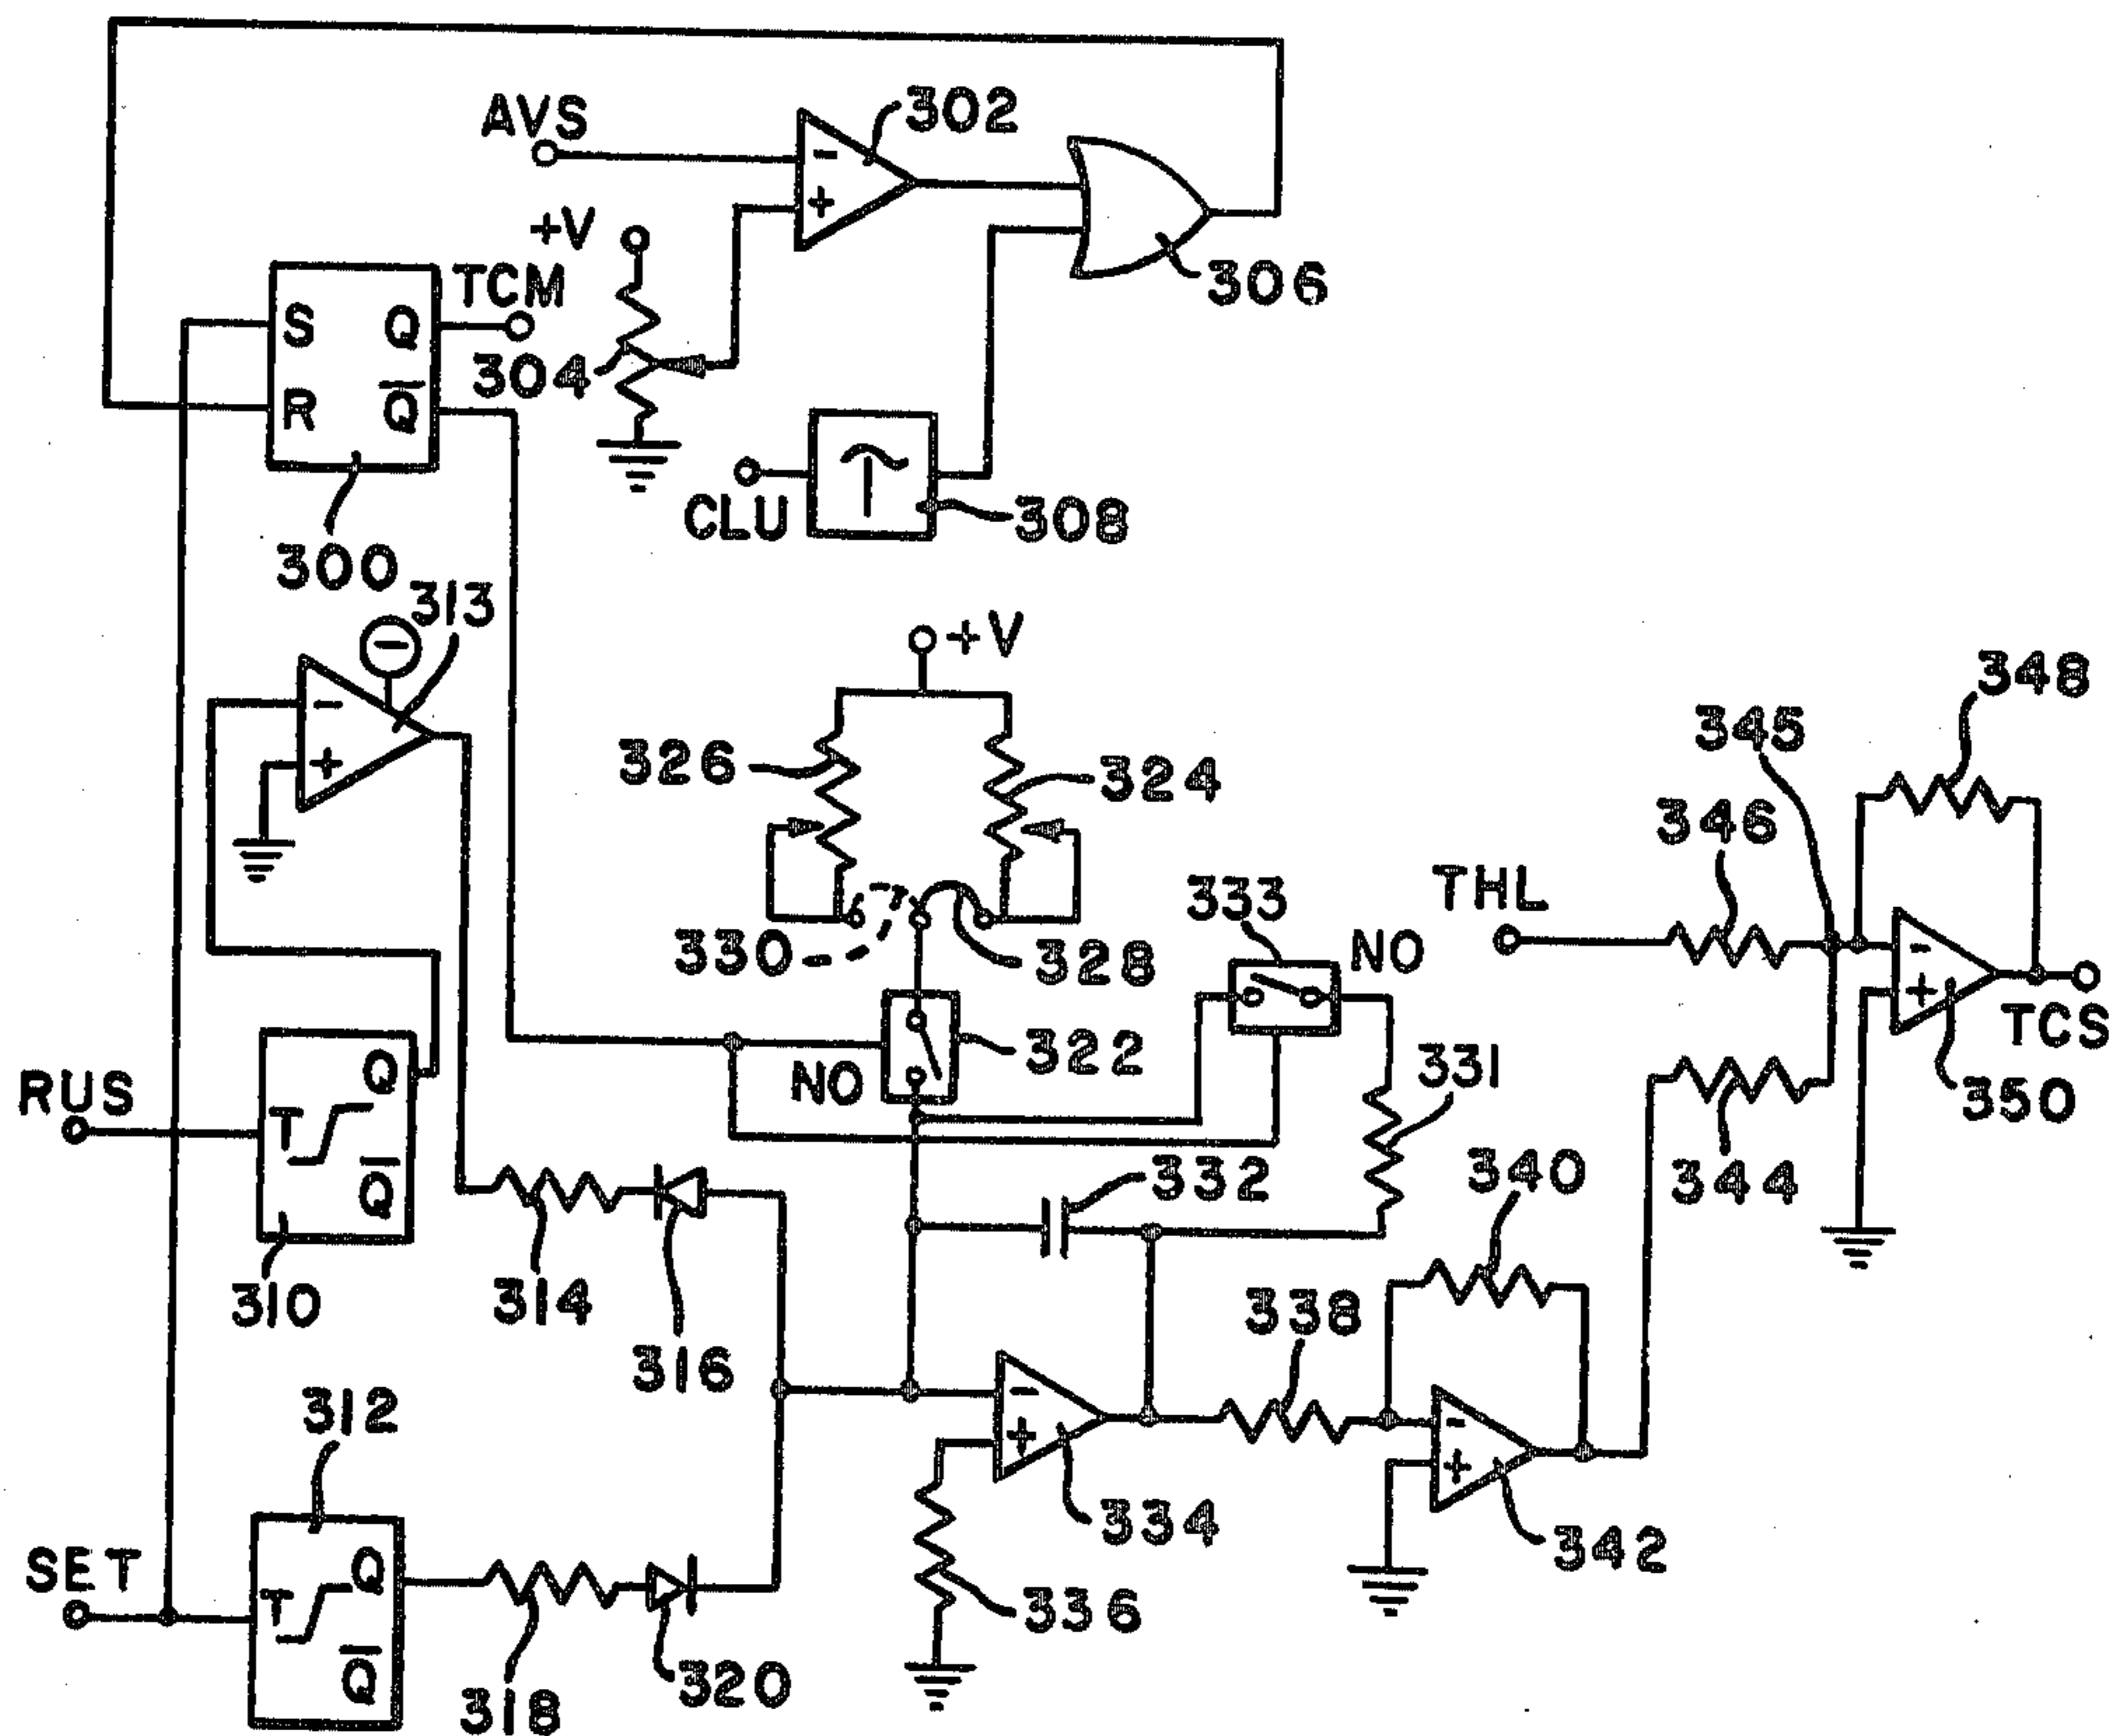 AVS
302
-
+
+V
306
TCM
S Q
304
R Q̅
CLU
308
300
313
-
-
+
+V
326
324
345
348
346
THL
333
NO
330
328
-
+
TCS
322
NO
331
350
RUS
T Q
Q̅
332
340
344
310
314
316
338
312
-
+
-
+
334
342
SET
T Q
Q̅
336
318
320